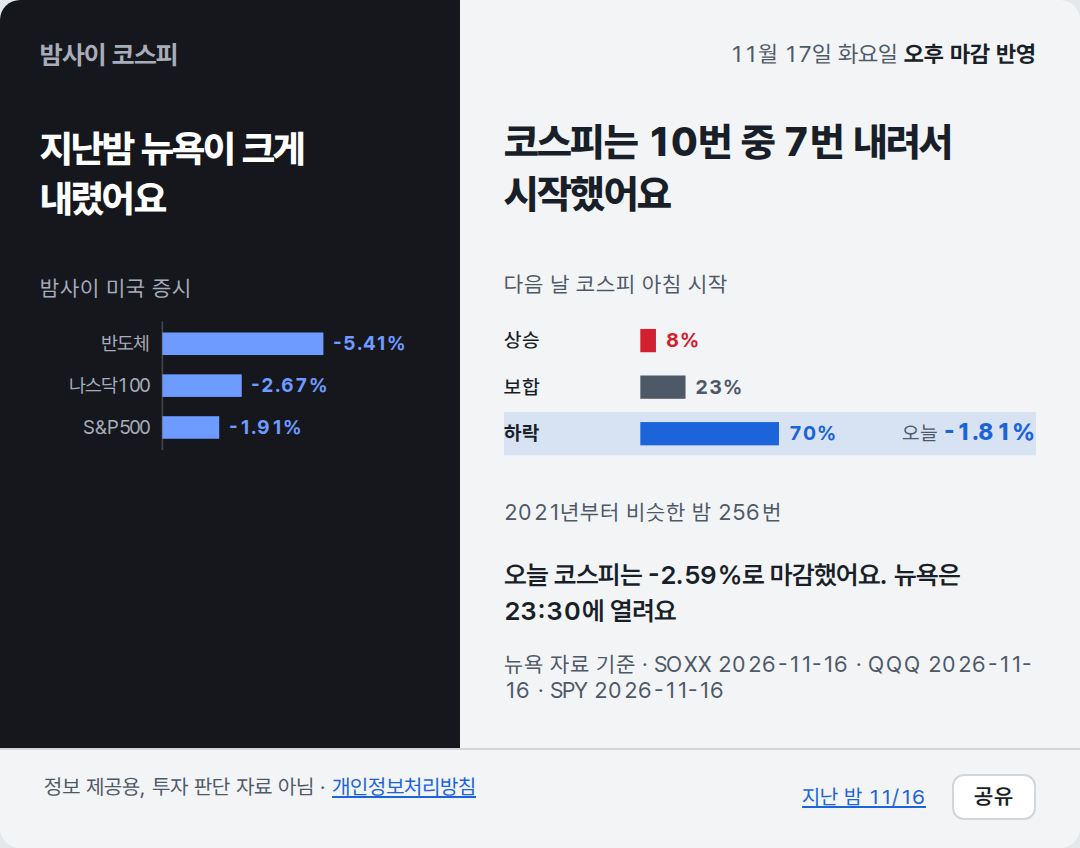 밤사이 코스피
지난밤 뉴욕이 크게
내렸어요
밤사이 미국 증시
반도체 -5.41%
나스닥100 -2.67%
S&P500 -1.91%
11월 17일 화요일 오후 마감 반영
코스피는 10번 중 7번 내려서
시작했어요
다음 날 코스피 아침 시작
상승 8%
보합 23%
하락 70% 오늘 -1.81%
2021년부터 비슷한 밤 256번
오늘 코스피는 -2.59%로 마감했어요. 뉴욕은
23:30에 열려요
뉴욕 자료 기준 · SOXX 2026-11-16 · QQQ 2026-11-
16 · SPY 2026-11-16
정보 제공용, 투자 판단 자료 아님 · 개인정보처리방침
지난 밤 11/16
공유